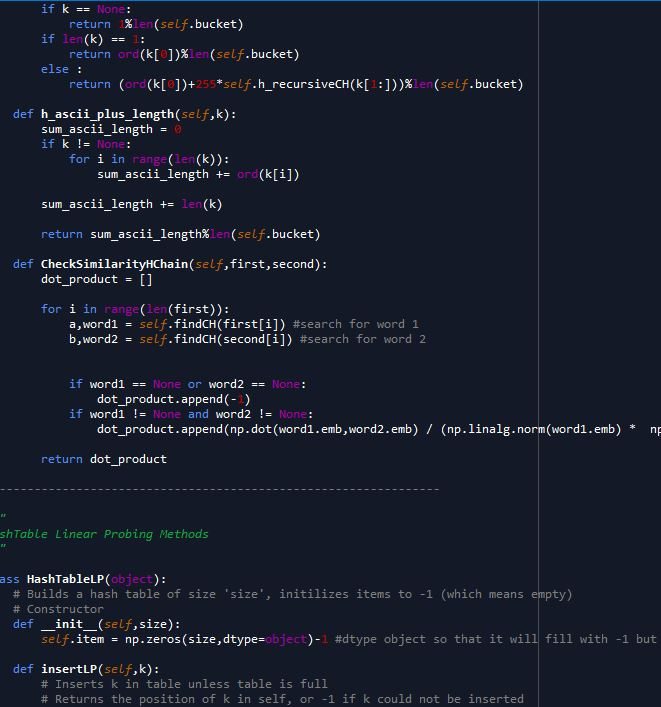 if k == None:
return 1%len(self.bucket)
if len(k) == 1:
return ord(k[0])%len(self.bucket)
else :
return (ord(k[0])+255*self.h_recursiveCH(k[1:]))%len(self.bucket)
def h_ascii_plus_length(self,k):
sum_ascii_length = 0
if k != None:
for i in range(len(k)):
sum_ascii_length += ord(k[i])
sum_ascii_length += len(k)
return sum_ascii_length%len(self.bucket)
def CheckSimilarityHChain(self,first,second):
dot_product = []
for i in range(len(first)):
a,word1 = self.findCH(first[i]) #search for word 1
b,word2 = self.findCH(second[i]) #search for word 2
if word1 == None or word2 == None:
dot_product.append(-1)
if word1 != None and word2 != None:
dot_product.append(np.dot(word1.emb,word2.emb) / (np.linalg.norm(word1.emb) *  np
return dot_product
---------------------------------------------------------------
"
shTable Linear Probing Methods
"
ass HashTableLP(object):
# Builds a hash table of size 'size', initilizes items to -1 (which means empty)
# Constructor
def __init__(self,size):
self.item = np.zeros(size,dtype=object)-1 #dtype object so that it will fill with -1 but
def insertLP(self,k):
# Inserts k in table unless table is full
# Returns the position of k in self, or -1 if k could not be inserted